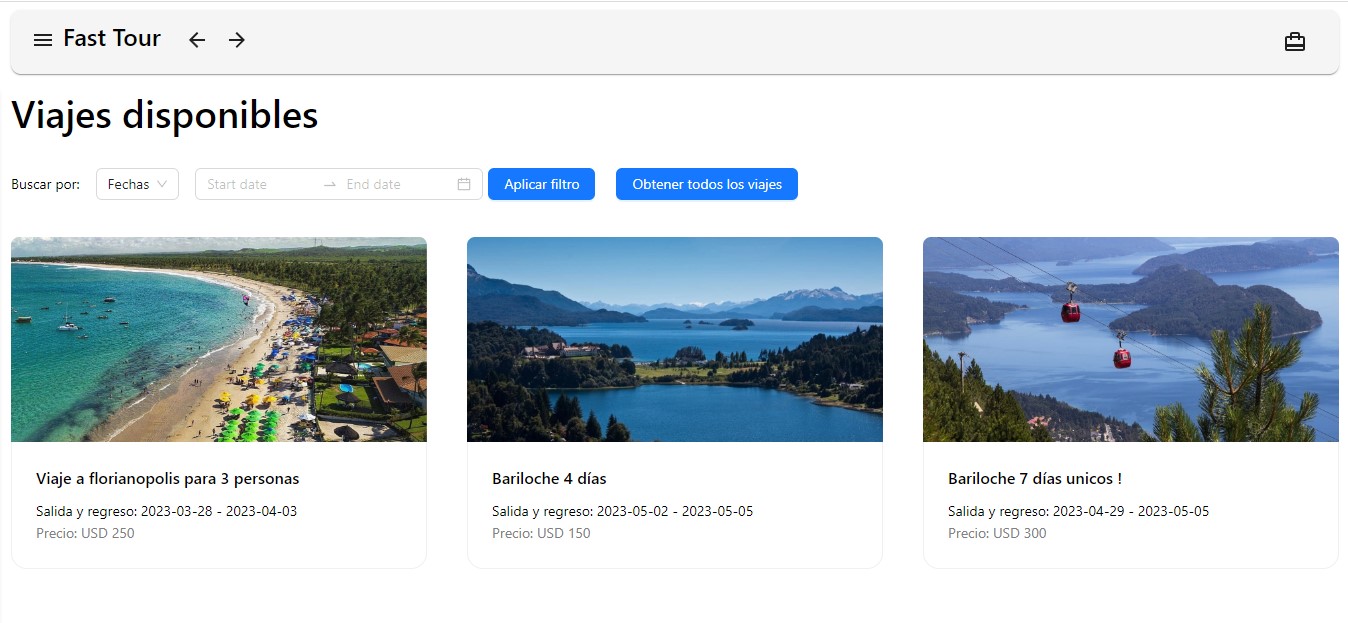 Fast Tour
Viajes disponibles
Buscar por: Fechas Start date End date Aplicar filtro Obtener todos los viajes
Viaje a florianopolis para 3 personas
Salida y regreso: 2023-03-28 - 2023-04-03
Precio: USD 250
Bariloche 4 días
Salida y regreso: 2023-05-02 - 2023-05-05
Precio: USD 150
Bariloche 7 días unicos !
Salida y regreso: 2023-04-29 - 2023-05-05
Precio: USD 300